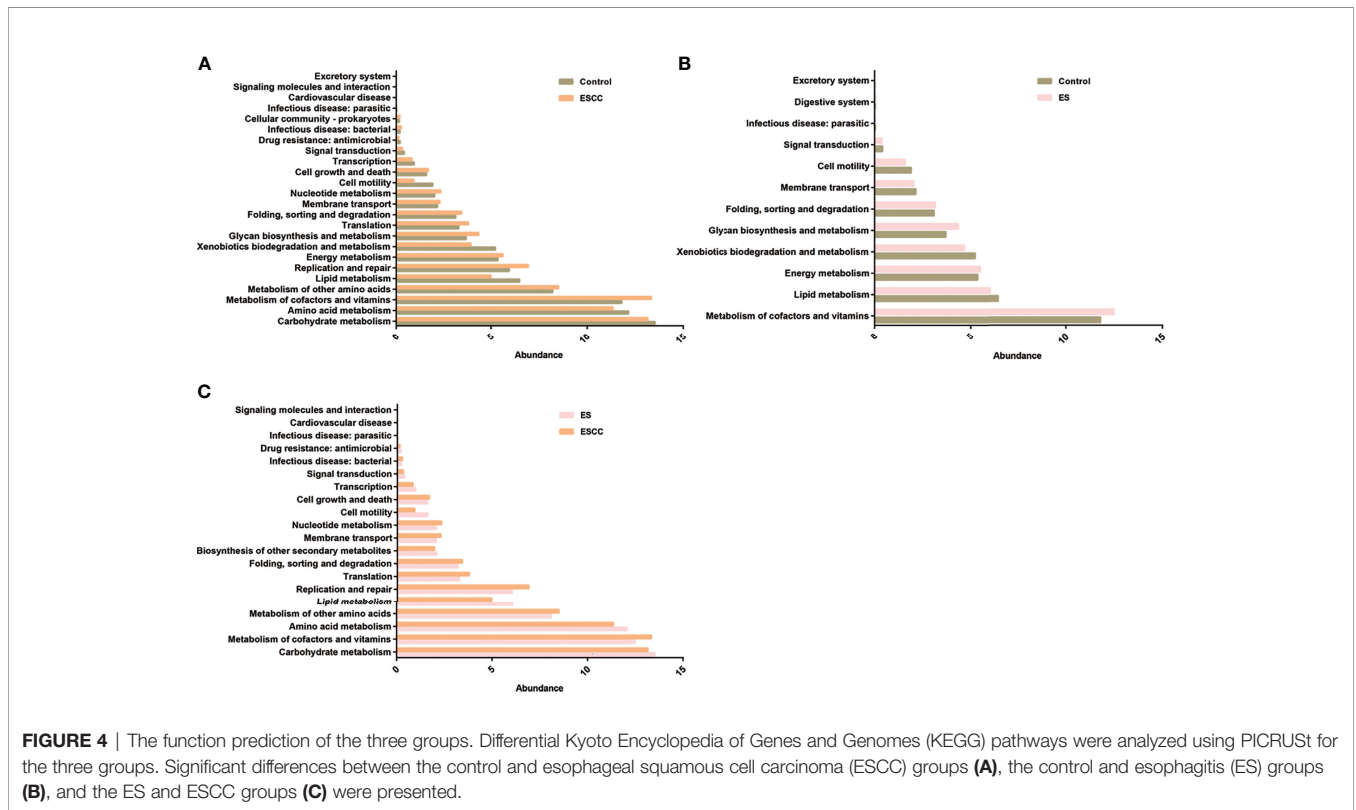 A
Excretory system
Signaling molecules and interaction
Cardiovascular disease
Infectious disease: parasitic
Cellular community - prokaryotes
Infectious disease: bacterial
Drug resistance: antimicrobial
Signal transduction
Transcription
Cell growth and death
Cell motility
Nucleotide metabolism
Membrane transport
Folding, sorting and degradation
Translation
Glycan biosynthesis and metabolism
Xenobiotics biodegradation and metabolism
Energy metabolism
Replication and repair
Lipid metabolism
Metabolism of other amino acids
Metabolism of cofactors and vitamins
Amino acid metabolism
Carbohydrate metabolism
Control
ESCC
0 5 10 15
Abundance
B
Excretory system
Digestive system
Infectious disease: parasitic
Signal transduction
Cell motility
Membrane transport
Folding, sorting and degradation
Glycan biosynthesis and metabolism
Xenobiotics biodegradation and metabolism
Energy metabolism
Lipid metabolism
Metabolism of cofactors and vitamins
Control
ES
0 5 10 15
Abundance
C
Signaling molecules and interaction
Cardiovascular disease
Infectious disease: parasitic
Drug resistance: antimicrobial
Infectious disease: bacterial
Signal transduction
Transcription
Cell growth and death
Cell motility
Nucleotide metabolism
Membrane transport
Biosynthesis of other secondary metabolites
Folding, sorting and degradation
Translation
Replication and repair
Lipid metabolism
Metabolism of other amino acids
Amino acid metabolism
Metabolism of cofactors and vitamins
Carbohydrate metabolism
ES
ESCC
0 5 10 15
Abundance
FIGURE 4 | The function prediction of the three groups. Differential Kyoto Encyclopedia of Genes and Genomes (KEGG) pathways were analyzed using PICRUSt for
the three groups. Significant differences between the control and esophageal squamous cell carcinoma (ESCC) groups (A), the control and esophagitis (ES) groups
(B), and the ES and ESCC groups (C) were presented.